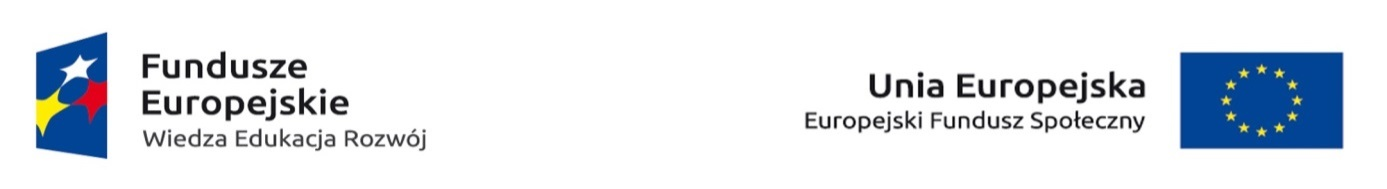 Fundusze
Europejskie
Wiedza Edukacja Rozwój
Unia Europejska
Europejski Fundusz Społeczny